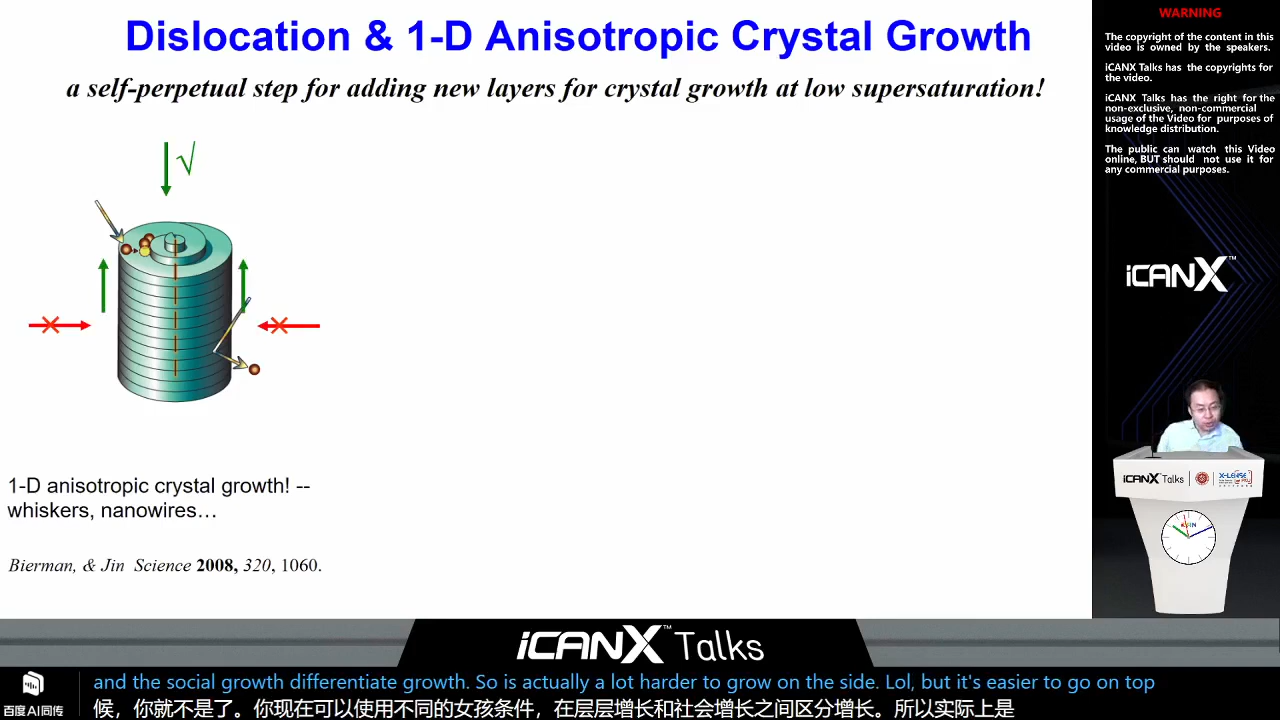 Dislocation & 1-D Anisotropic Crystal Growth
a self-perpetual step for adding new layers for crystal growth at low supersaturation!
√
1-D anisotropic crystal growth! --
whiskers, nanowires…
Bierman, & Jin Science 2008, 320, 1060.
WARNING
The copyright of the content in this
video is owned by the speakers.
iCANX Talks has the copyrights for
the video.
iCANX Talks has the right for the
non-exclusive, non-commercial
usage of the Video for purposes of
knowledge distribution.
The public can watch this Video
online, BUT should not use it for
any commercial purposes.
iCANX™
iCANX Talks
X-LENSE
iCANX™ Talks
百度AI同传
and the social growth differentiate growth. So is actually a lot harder to grow on the side. Lol, but it's easier to go on top
候，你就不是了。你现在可以使用不同的女孩条件，在层层增长和社会增长之间区分增长。所以实际上是